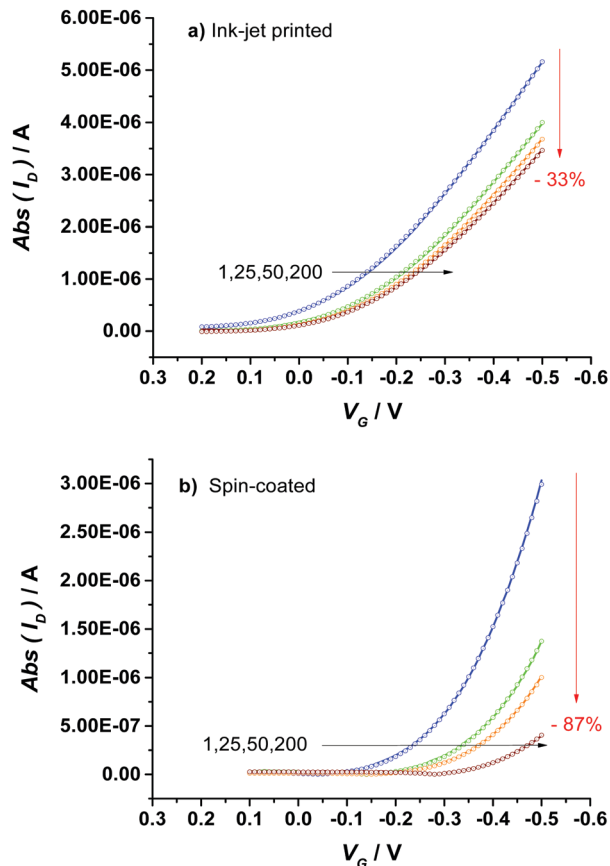 a) Ink-jet printed
6.00E-06
5.00E-06
4.00E-06
3.00E-06
2.00E-06
1.00E-06
0.00
Abs ( I_D ) / A
- 33%
1,25,50,200
0.3 0.2 0.1 0.0 -0.1 -0.2 -0.3 -0.4 -0.5 -0.6
V_G / V
b) Spin-coated
3.00E-06
2.50E-06
2.00E-06
1.50E-06
1.00E-06
5.00E-07
0.00
Abs ( I_D ) / A
- 87%
1,25,50,200
0.3 0.2 0.1 0.0 -0.1 -0.2 -0.3 -0.4 -0.5 -0.6
V_G / V